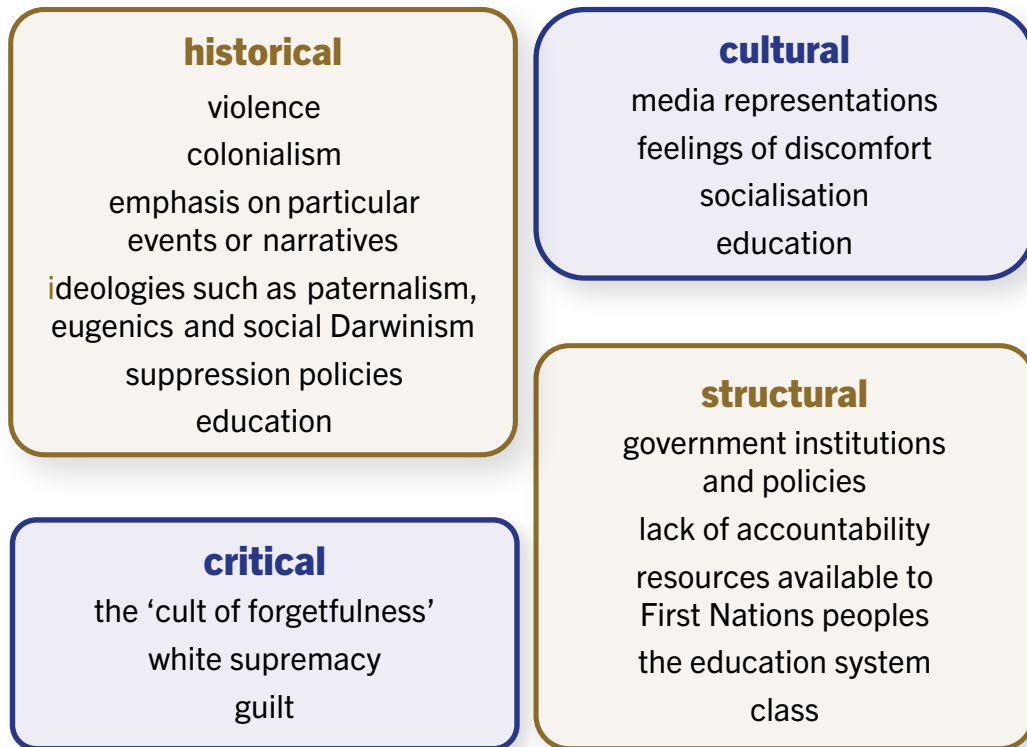 historical
violence
colonialism
emphasis on particular
events or narratives
ideologies such as paternalism,
eugenics and social Darwinism
suppression policies
education
cultural
media representations
feelings of discomfort
socialisation
education
critical
the ‘cult of forgetfulness’
white supremacy
guilt
structural
government institutions
and policies
lack of accountability
resources available to
First Nations peoples
the education system
class